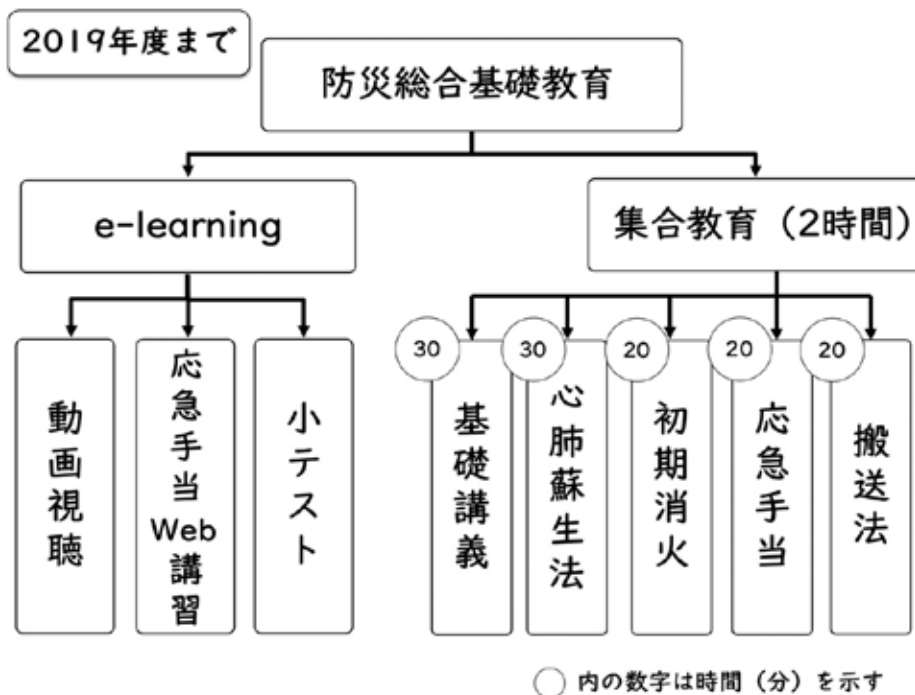 2019年度まで
防災総合基礎教育
e-learning
集合教育（2時間）
動画視聴
応急手当Web講習
小テスト
30
基礎講義
30
心肺蘇生法
20
初期消火
20
応急手当
20
搬送法
○ 内の数字は時間（分）を示す